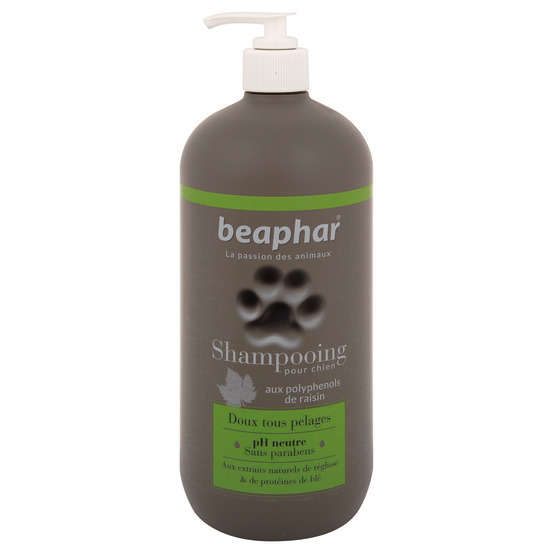 beaphar®
La passion des animaux
Shampooing
pour chien
aux polyphenols
de raisin
Doux tous pelages
pH neutre
Sans parabens
Aux extraits naturels de réglisse
& de protéines de blé